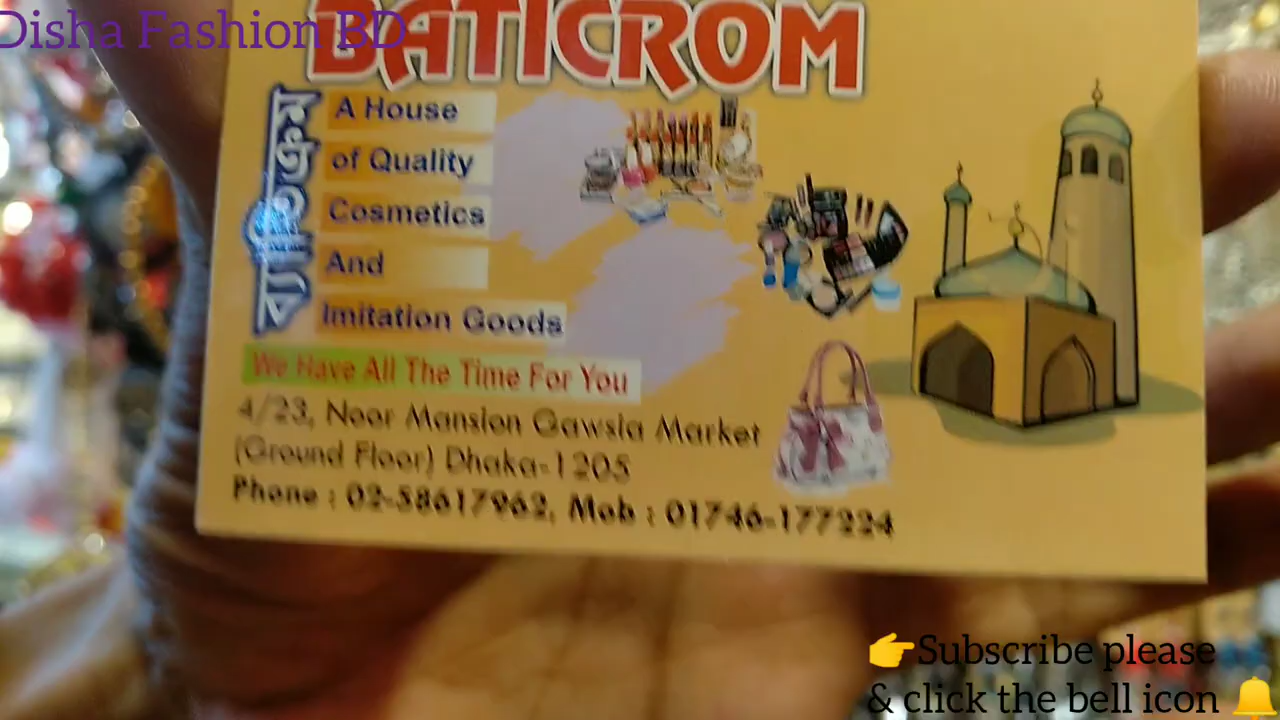 Disha Fashion BD
BATICROM
ব্যতিক্রম
A House
of Quality
Cosmetics
And
Imitation Goods
We Have All The Time For You
4/23, Noor Mansion Gawsia Market
(Ground Floor) Dhaka-1205
Phone : 02-58617962, Mob : 01746-177224
👉Subscribe please
& click the bell icon 🔔